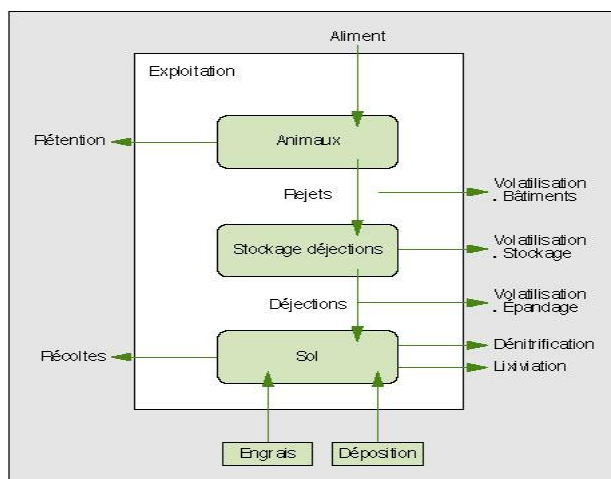 Aliment
Exploitation
Animaux
Rétention
Rejets
Volatilisation
. Bâtiments
Stockage déjections
Volatilisation
. Stockage
Déjections
Volatilisation
. Épandage
Sol
Récoltes
Dénitrification
Lixiviation
Engrais
Déposition